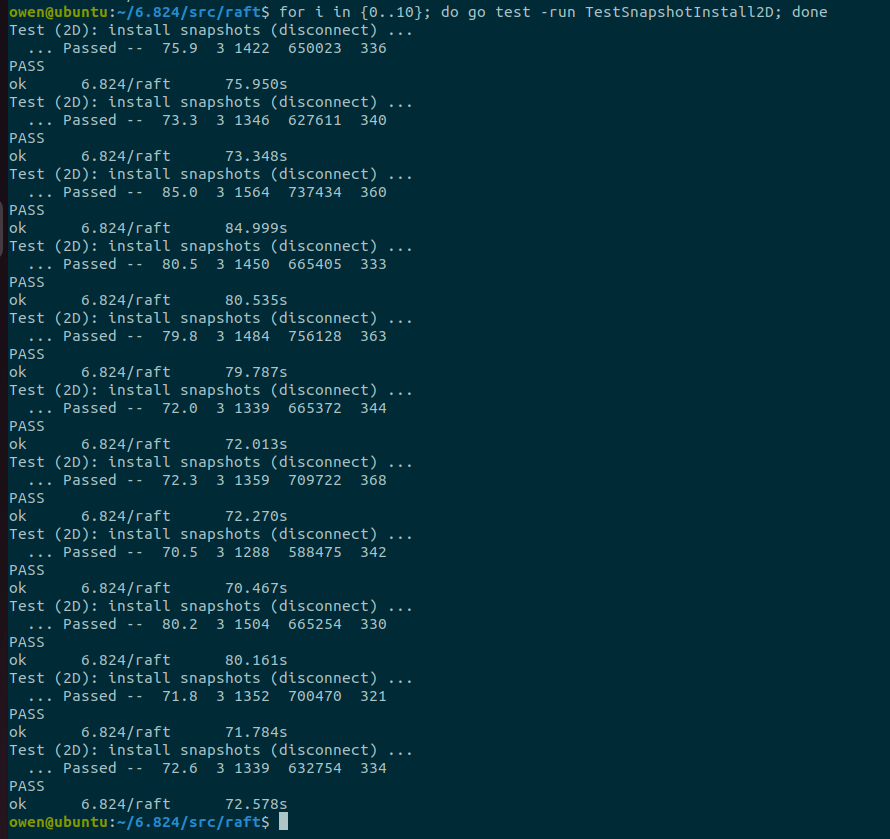 owen@ubuntu:~/6.824/src/raft$ for i in {0..10}; do go test -run TestSnapshotInstall2D; done
Test (2D): install snapshots (disconnect) ...
  ... Passed --  75.9  3 1422  650023  336
PASS
ok      6.824/raft      75.950s
Test (2D): install snapshots (disconnect) ...
  ... Passed --  73.3  3 1346  627611  340
PASS
ok      6.824/raft      73.348s
Test (2D): install snapshots (disconnect) ...
  ... Passed --  85.0  3 1564  737434  360
PASS
ok      6.824/raft      84.999s
Test (2D): install snapshots (disconnect) ...
  ... Passed --  80.5  3 1450  665405  333
PASS
ok      6.824/raft      80.535s
Test (2D): install snapshots (disconnect) ...
  ... Passed --  79.8  3 1484  756128  363
PASS
ok      6.824/raft      79.787s
Test (2D): install snapshots (disconnect) ...
  ... Passed --  72.0  3 1339  665372  344
PASS
ok      6.824/raft      72.013s
Test (2D): install snapshots (disconnect) ...
  ... Passed --  72.3  3 1359  709722  368
PASS
ok      6.824/raft      72.270s
Test (2D): install snapshots (disconnect) ...
  ... Passed --  70.5  3 1288  588475  342
PASS
ok      6.824/raft      70.467s
Test (2D): install snapshots (disconnect) ...
  ... Passed --  80.2  3 1504  665254  330
PASS
ok      6.824/raft      80.161s
Test (2D): install snapshots (disconnect) ...
  ... Passed --  71.8  3 1352  700470  321
PASS
ok      6.824/raft      71.784s
Test (2D): install snapshots (disconnect) ...
  ... Passed --  72.6  3 1339  632754  334
PASS
ok      6.824/raft      72.578s
owen@ubuntu:~/6.824/src/raft$